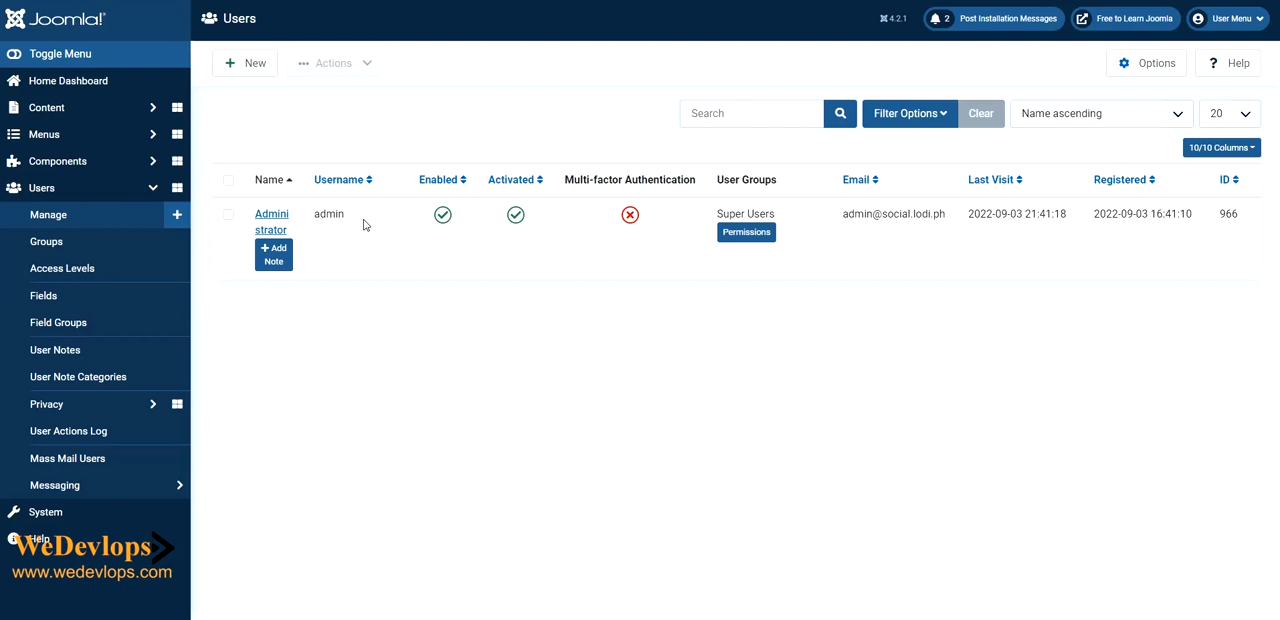 Joomla!®
Users
4.2.1
2
Post Installation Messages
Free to Learn Joomla
User Menu
Toggle Menu
Home Dashboard
Content
Menus
Components
Users
Manage
Groups
Access Levels
Fields
Field Groups
User Notes
User Note Categories
Privacy
User Actions Log
Mass Mail Users
Messaging
System
Help
WeDevlops
www.wedevlops.com
+ New
••• Actions
Options
? Help
Search
Filter Options
Clear
Name ascending
20
10/10 Columns
Name Username Enabled Activated Multi-factor Authentication User Groups Email Last Visit Registered ID
Admini admin Super Users admin@social.lodi.ph 2022-09-03 21:41:18 2022-09-03 16:41:10 966
strator Permissions
+ Add
Note